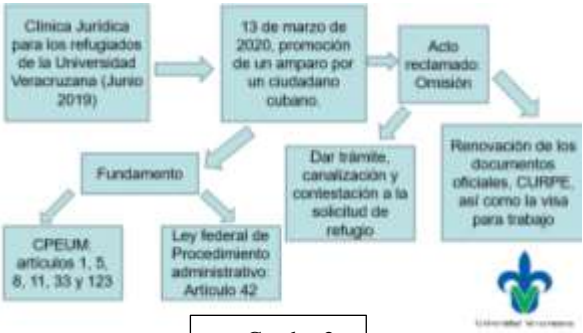 Clínica Jurídica
para los refugiados
de la Universidad
Veracruzana (Junio
2019)
13 de marzo de
2020, promoción
de un amparo por
un ciudadano
cubano.
Acto
reclamado:
Omisión
Fundamento
Dar trámite,
canalización y
contestación a la
solicitud de
refugio
Renovación de los
documentos
oficiales, CURPE,
así como la visa
para trabajo
CPEUM:
artículos 1, 5,
8, 11, 33 y 123
Ley federal de
Procedimiento
administrativo:
Artículo 42
Universidad Veracruzana